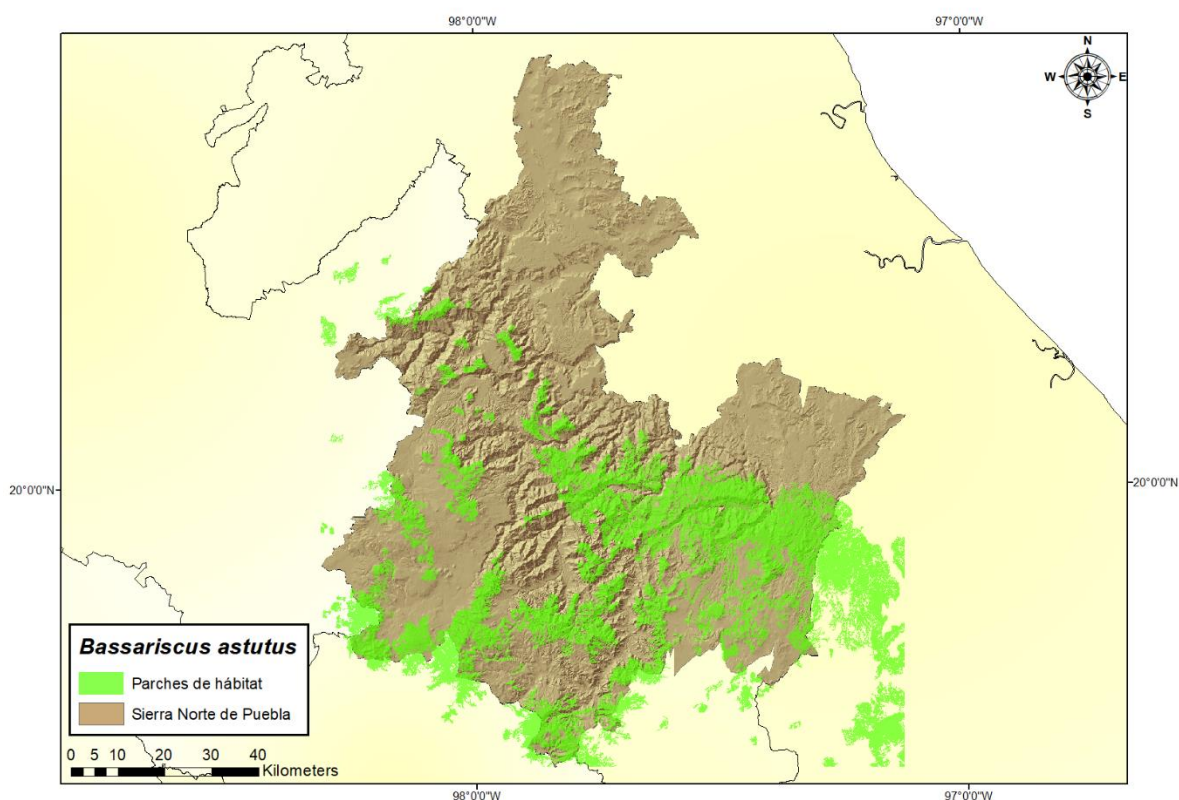 98°0'0"W 97°0'0"W
N
W E
S
20°0'0"N 20°0'0"N
Bassariscus astutus
Parches de hábitat
Sierra Norte de Puebla
0 5 10 20 30 40
Kilometers
98°0'0"W 97°0'0"W